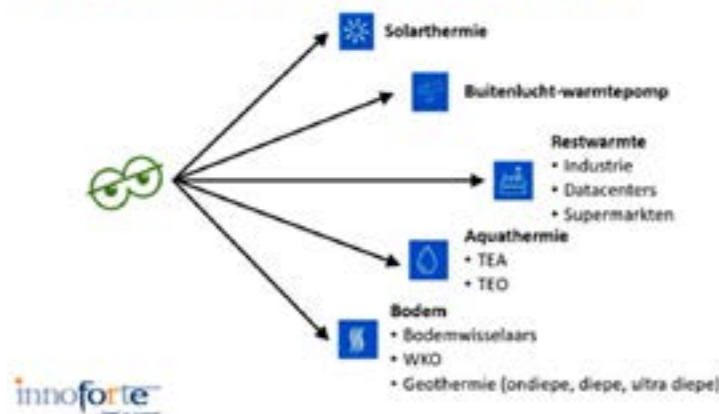 Solarthermie
Buitenlucht-warmtepomp
Restwarmte
• Industrie
• Datacenters
• Supermarkten
Aquathermie
• TEA
• TEO
Bodem
• Bodemwisselaars
• WKO
• Geothermie (ondiepe, diepe, ultra diepe)
innoforte